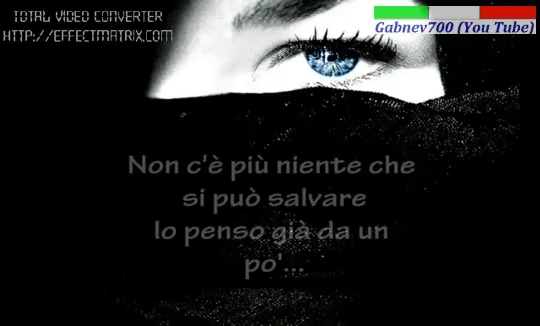 TOTAL VIDEO CONVERTER
HTTP://EFFECTMATRIX.COM
Gabnev700 (You Tube)
Non c'è più niente che
si può salvare
lo penso già da un
po'...